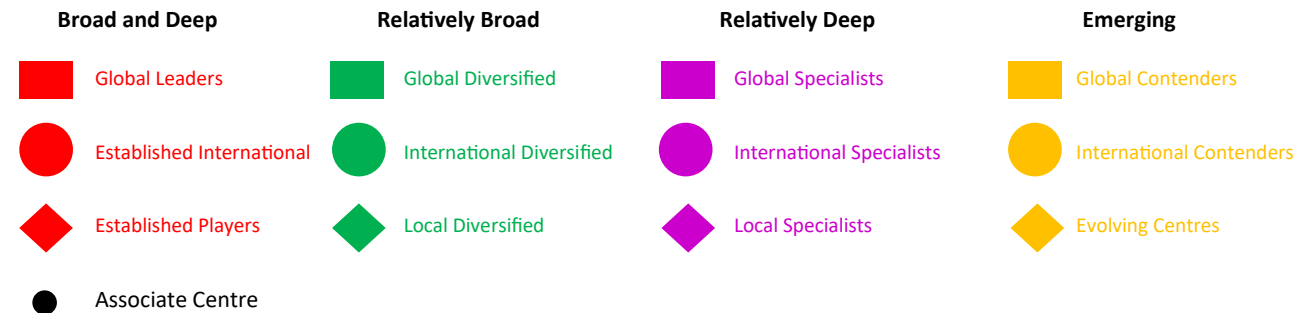 Broad and Deep Relatively Broad Relatively Deep Emerging
Global Leaders Global Diversified Global Specialists Global Contenders
Established International International Diversified International Specialists International Contenders
Established Players Local Diversified Local Specialists Evolving Centres
Associate Centre